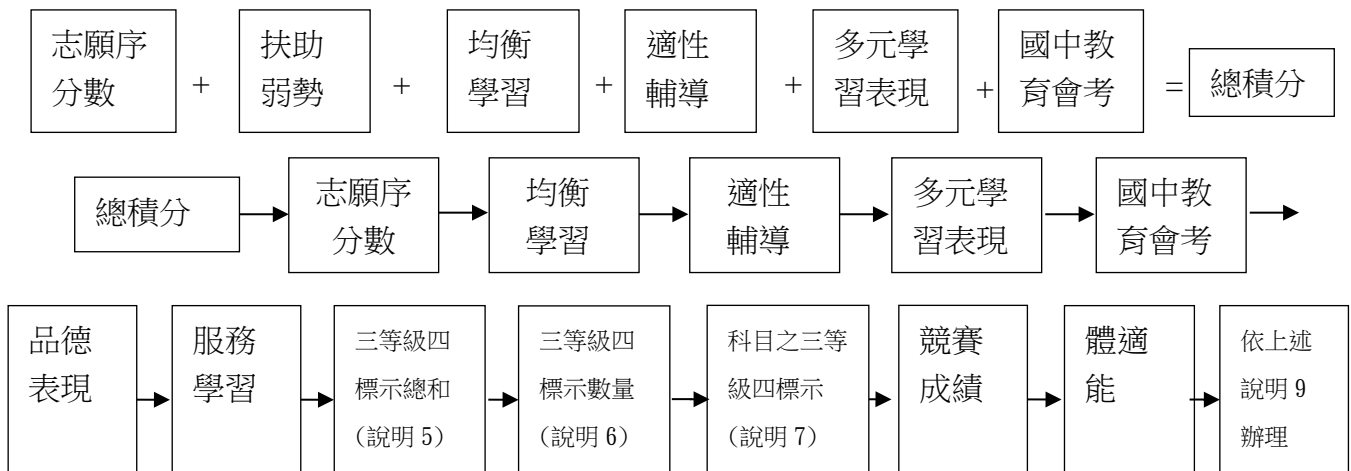 志願序 扶助 均衡 適性 多元學 國中教
分數 + 弱勢 + 學習 + 輔導 + 習表現 + 育會考 = 總積分
總積分 志願序 均衡 適性 多元學 國中教
分數 學習 輔導 習表現 育會考
品德 服務 三等級四 三等級四 科目之三等 競賽 體適 依上述
表現 學習 標示總和 標示數量 級四標示 成績 能 說明 9
(說明 5) (說明 6) (說明 7) 辦理